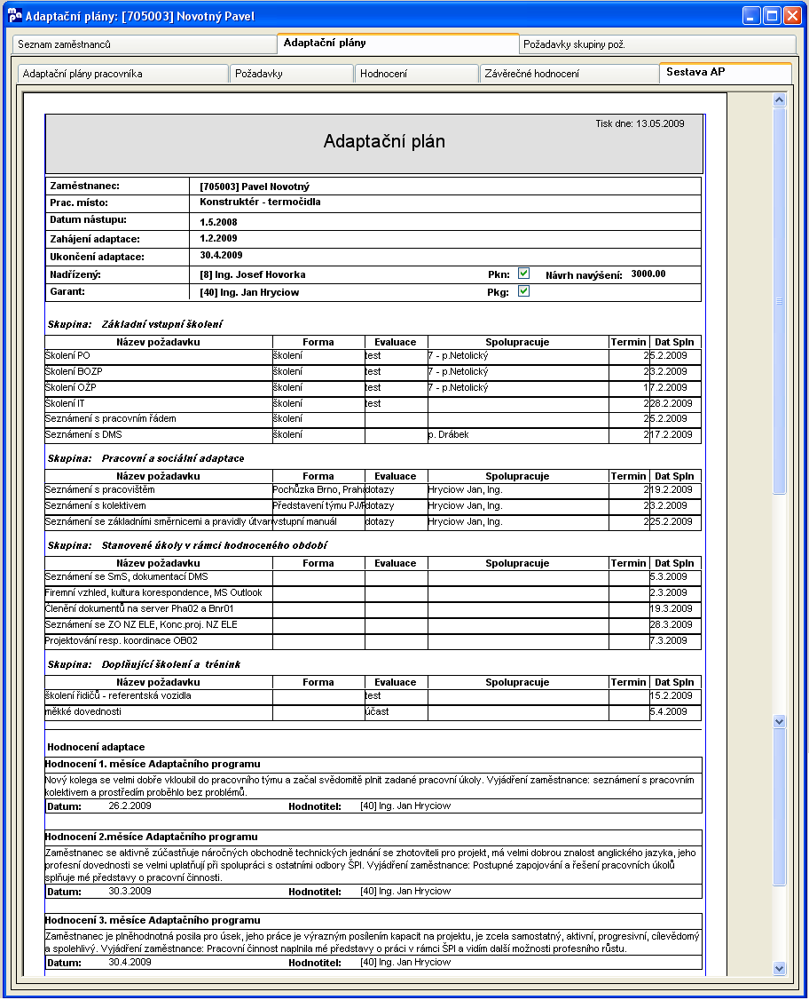 Adaptační plány: [705003] Novotný Pavel
Seznam zaměstnanců Adaptační plány Požadavky skupiny pož.
Adaptační plány pracovníka Požadavky Hodnocení Závěrečné hodnocení Sestava AP
Tisk dne: 13.05.2009
Adaptační plán
Zaměstnanec: [705003] Pavel Novotný
Prac. místo: Konstruktér - termočidla
Datum nástupu: 1.5.2008
Zahájení adaptace: 1.2.2009
Ukončení adaptace: 30.4.2009
Nadřízený: [8] Ing. Josef Hovorka Pkn: Návrh navýšení: 3000.00
Garant: [40] Ing. Jan Hryciow Pkg:
Skupina: Základní vstupní školení
Název požadavku Forma Evaluace Spolupracuje Termin Dat Spln
Školení PO školení test 7 - p.Netolický 2 5.2.2009
Školení BOZP školení test 7 - p.Netolický 2 3.2.2009
Školení OŽP školení test 7 - p.Netolický 1 7.2.2009
Školení IT školení test 2 28.2.2009
Seznámení s pracovním řádem školení 2 5.2.2009
Seznámení s DMS školení p. Drábek 2 17.2.2009
Skupina: Pracovní a sociální adaptace
Název požadavku Forma Evaluace Spolupracuje Termin Dat Spln
Seznámení s pracovištěm Pochůzka Brno, Praha dotazy Hryciow Jan, Ing. 2 19.2.2009
Seznámení s kolektivem Představení týmu PJ/F dotazy Hryciow Jan, Ing. 2 3.2.2009
Seznámení se základními směrnicemi a pravidly útvar vstupní manuál dotazy Hryciow Jan, Ing. 2 25.2.2009
Skupina: Stanovené úkoly v rámci hodnoceného období
Název požadavku Forma Evaluace Spolupracuje Termin Dat Spln
Seznámení se SmS, dokumentací DMS 5.3.2009
Firemní vzhled, kultura korespondence, MS Outlook 2.3.2009
Členění dokumentů na server Pha02 a Bnr01 19.3.2009
Seznámení se ZO NZ ELE, Konc.proj. NZ ELE 28.3.2009
Projektování resp. koordinace OB02 7.3.2009
Skupina: Doplňující školení a trénink
Název požadavku Forma Evaluace Spolupracuje Termin Dat Spln
školení řidičů - referentská vozidla test 15.2.2009
měkké dovednosti účast 5.4.2009
Hodnocení adaptace
Hodnocení 1. měsíce Adaptačního programu
Nový kolega se velmi dobře vkloubil do pracovního týmu a začal svědomitě plnit zadané pracovní úkoly. Vyjádření zaměstnance: seznámení s pracovním
kolektivem a prostředím proběhlo bez problémů.
Datum: 26.2.2009 Hodnotitel: [40] Ing. Jan Hryciow
Hodnocení 2.měsíce Adaptačního programu
Zaměstnanec se aktivně zúčastňuje náročných obchodně technických jednání se zhotoviteli pro projekt, má velmi dobrou znalost anglického jazyka, jeho
profesní dovednosti se velmi uplatňují při spolupráci s ostatními odbory ŠPI. Vyjádření zaměstnance: Postupné zapojování a řešení pracovních úkolů
splňuje mé představy o pracovní činnosti.
Datum: 30.3.2009 Hodnotitel: [40] Ing. Jan Hryciow
Hodnocení 3. měsíce Adaptačního programu
Zaměstnanec je plněhodnotná posila pro úsek, jeho práce je výrazným posílením kapacit na projektu, je zcela samostatný, aktivní, progresivní, cílevědomý
a spolehlivý. Vyjádření zaměstnance: Pracovní činnost naplnila mé představy o práci v rámci ŠPI a vidím další možnosti profesního růstu.
Datum: 30.4.2009 Hodnotitel: [40] Ing. Jan Hryciow